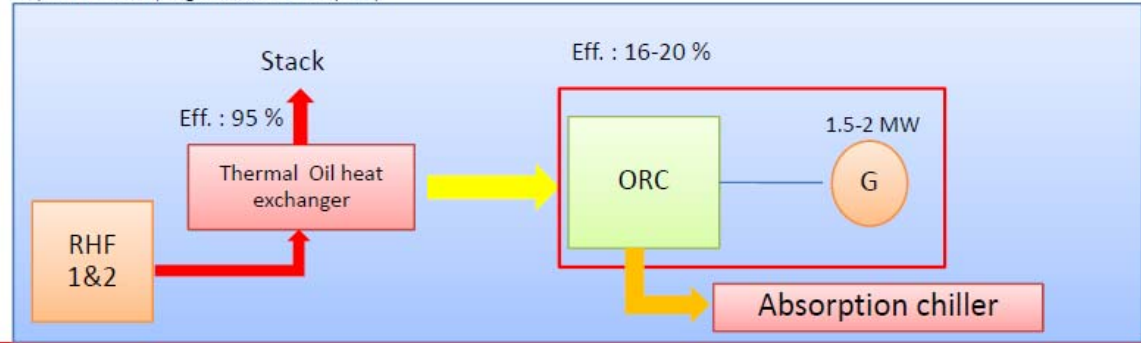 Stack
Eff. : 16-20 %
Eff. : 95 %
1.5-2 MW
Thermal Oil heat
exchanger
ORC
G
RHF
1&2
Absorption chiller